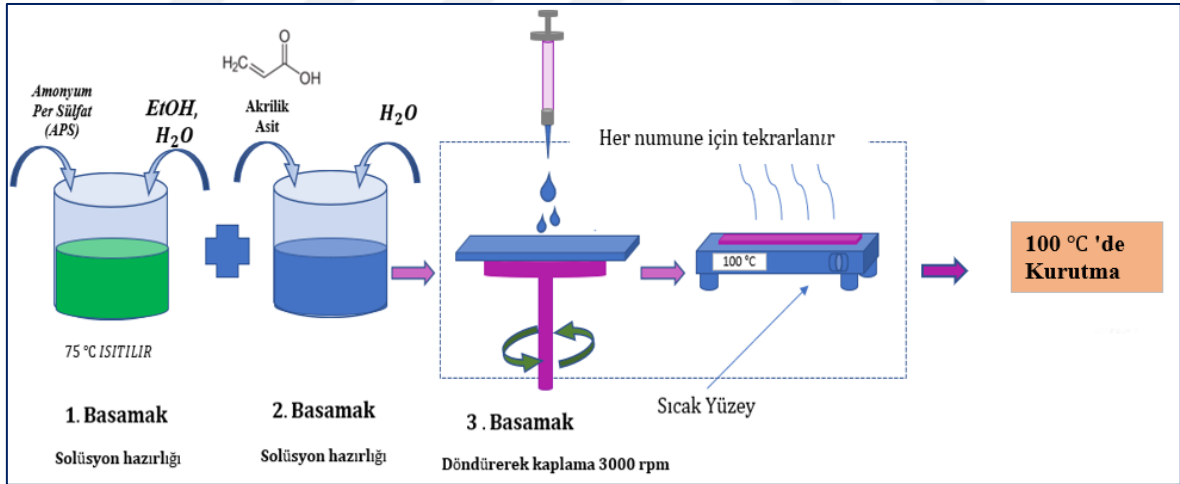 Amonyum
Per Sülfat
(APS)
EtOH,
H₂O
H₂C
O
OH
Akrilik
Asit
H₂O
Her numune için tekrarlanır
100 °C
100 °C 'de
Kurutma
75 °C ISITILIR
Sıcak Yüzey
1. Basamak
2. Basamak
3 . Basamak
Solüsyon hazırlığı
Solüsyon hazırlığı
Döndürerek kaplama 3000 rpm